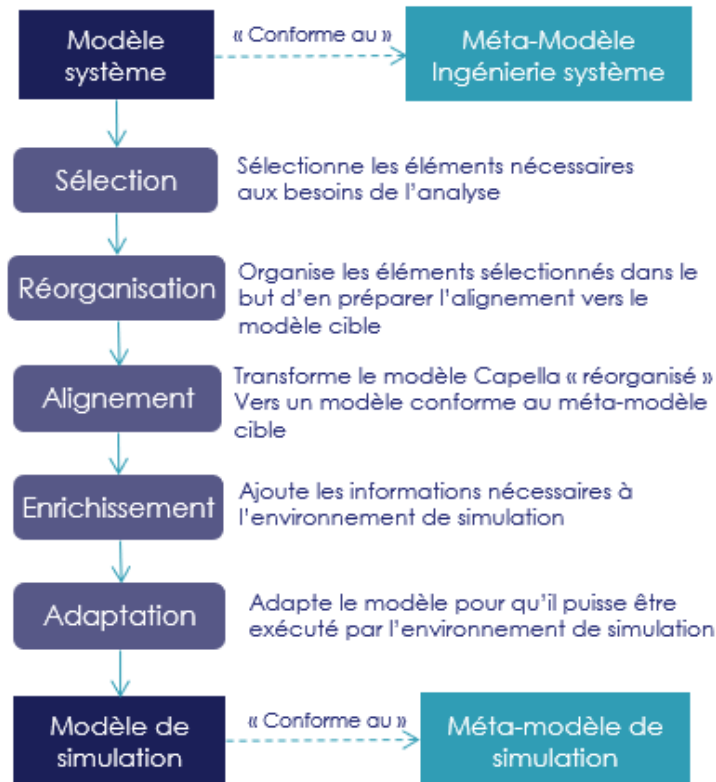 Modèle
système
« Conforme au »
Méta-Modèle
Ingénierie système
Sélection
Sélectionne les éléments nécessaires
aux besoins de l'analyse
Réorganisation
Organise les éléments sélectionnés dans le
but d'en préparer l'alignement vers le
modèle cible
Alignement
Transforme le modèle Capella « réorganisé »
Vers un modèle conforme au méta-modèle
cible
Enrichissement
Ajoute les informations nécessaires à
l'environnement de simulation
Adaptation
Adapte le modèle pour qu'il puisse être
exécuté par l'environnement de simulation
Modèle de
simulation
« Conforme au »
Méta-modèle de
simulation